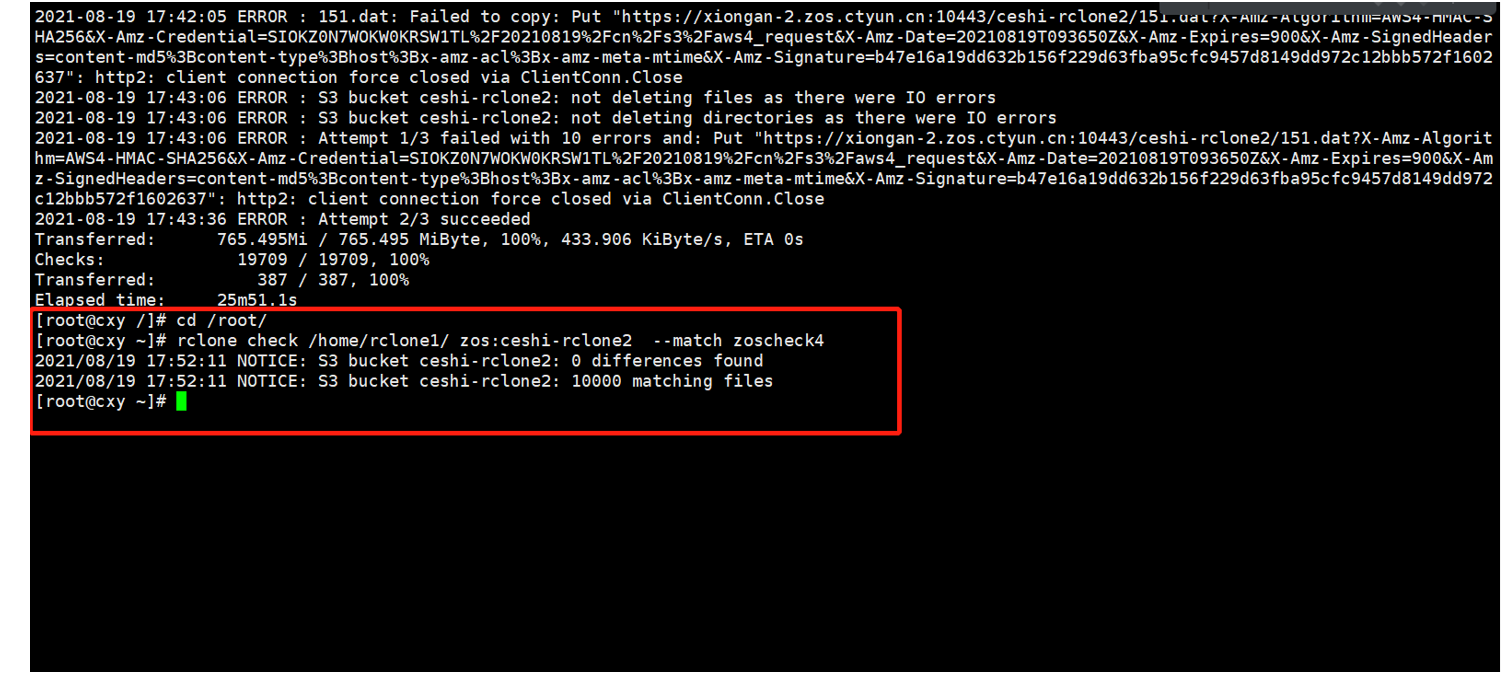 2021-08-19 17:42:05 ERROR : 151.dat: Failed to copy: Put "https://xiongan-2.zos.ctyun.cn:10443/ceshi-rclone2/151.dat?X-Amz-Algorithm=AWS4-HMAC-S
HA256&X-Amz-Credential=SIOKZ0N7WOKW0KRSW1TL%2F20210819%2Fcn%2Fs3%2Faws4_request&X-Amz-Date=20210819T093650Z&X-Amz-Expires=900&X-Amz-SignedHeader
s=content-md5%3Bcontent-type%3Bhost%3Bx-amz-acl%3Bx-amz-meta-mtime&X-Amz-Signature=b47e16a19dd632b156f229d63fba95cfc9457d8149dd972c12bbb572f1602
637": http2: client connection force closed via ClientConn.Close
2021-08-19 17:43:06 ERROR : S3 bucket ceshi-rclone2: not deleting files as there were IO errors
2021-08-19 17:43:06 ERROR : S3 bucket ceshi-rclone2: not deleting directories as there were IO errors
2021-08-19 17:43:06 ERROR : Attempt 1/3 failed with 10 errors and: Put "https://xiongan-2.zos.ctyun.cn:10443/ceshi-rclone2/151.dat?X-Amz-Algorit
hm=AWS4-HMAC-SHA256&X-Amz-Credential=SIOKZ0N7WOKW0KRSW1TL%2F20210819%2Fcn%2Fs3%2Faws4_request&X-Amz-Date=20210819T093650Z&X-Amz-Expires=900&X-Am
z-SignedHeaders=content-md5%3Bcontent-type%3Bhost%3Bx-amz-acl%3Bx-amz-meta-mtime&X-Amz-Signature=b47e16a19dd632b156f229d63fba95cfc9457d8149dd972
c12bbb572f1602637": http2: client connection force closed via ClientConn.Close
2021-08-19 17:43:36 ERROR : Attempt 2/3 succeeded
Transferred:      765.495Mi / 765.495 MiByte, 100%, 433.906 KiByte/s, ETA 0s
Checks:             19709 / 19709, 100%
Transferred:          387 / 387, 100%
Elapsed time:     25m51.1s
[root@cxy /]# cd /root/
[root@cxy ~]# rclone check /home/rclone1/ zos:ceshi-rclone2  --match zoscheck4
2021/08/19 17:52:11 NOTICE: S3 bucket ceshi-rclone2: 0 differences found
2021/08/19 17:52:11 NOTICE: S3 bucket ceshi-rclone2: 10000 matching files
[root@cxy ~]#